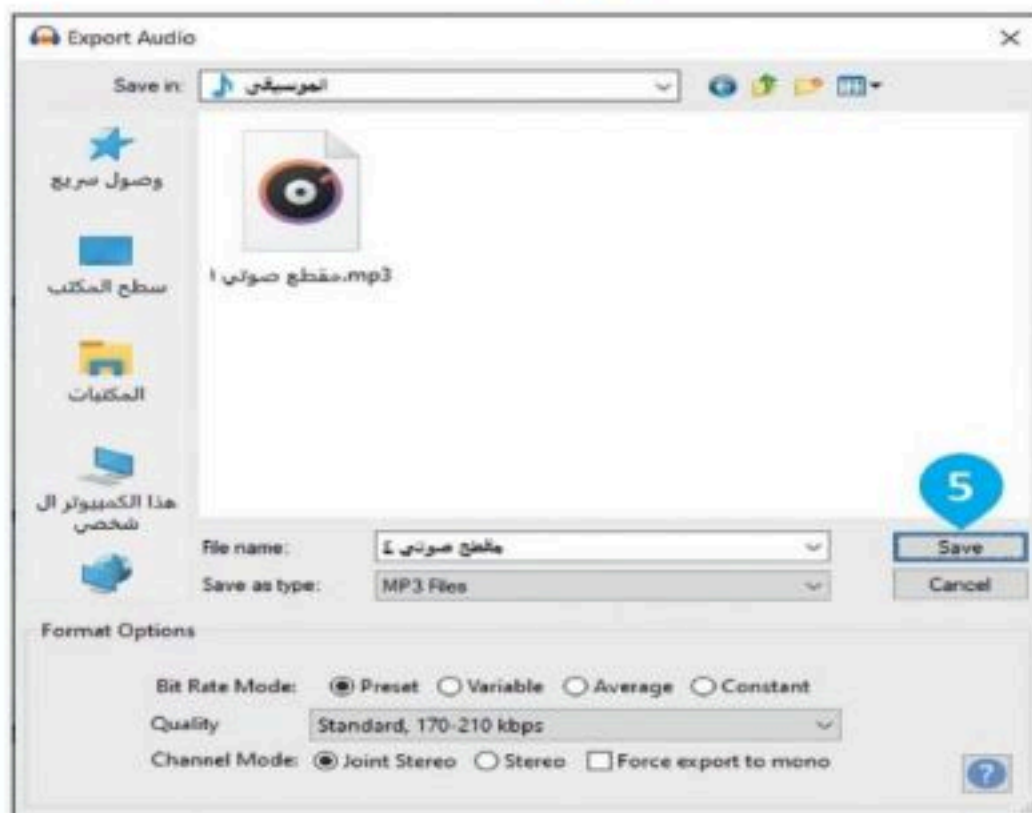 Export Audio
Save in: الموسيقى
وصول سريع
سطح المكتب
المكتبات
هذا الكمبيوتر ال
شخصي
مقطع صوتي ١.mp3
5
File name: مقطع صوتي ٤
Save
Save as type: MP3 Files
Cancel
Format Options
Bit Rate Mode: Preset Variable Average Constant
Quality Standard, 170-210 kbps
Channel Mode: Joint Stereo Stereo Force export to mono
?